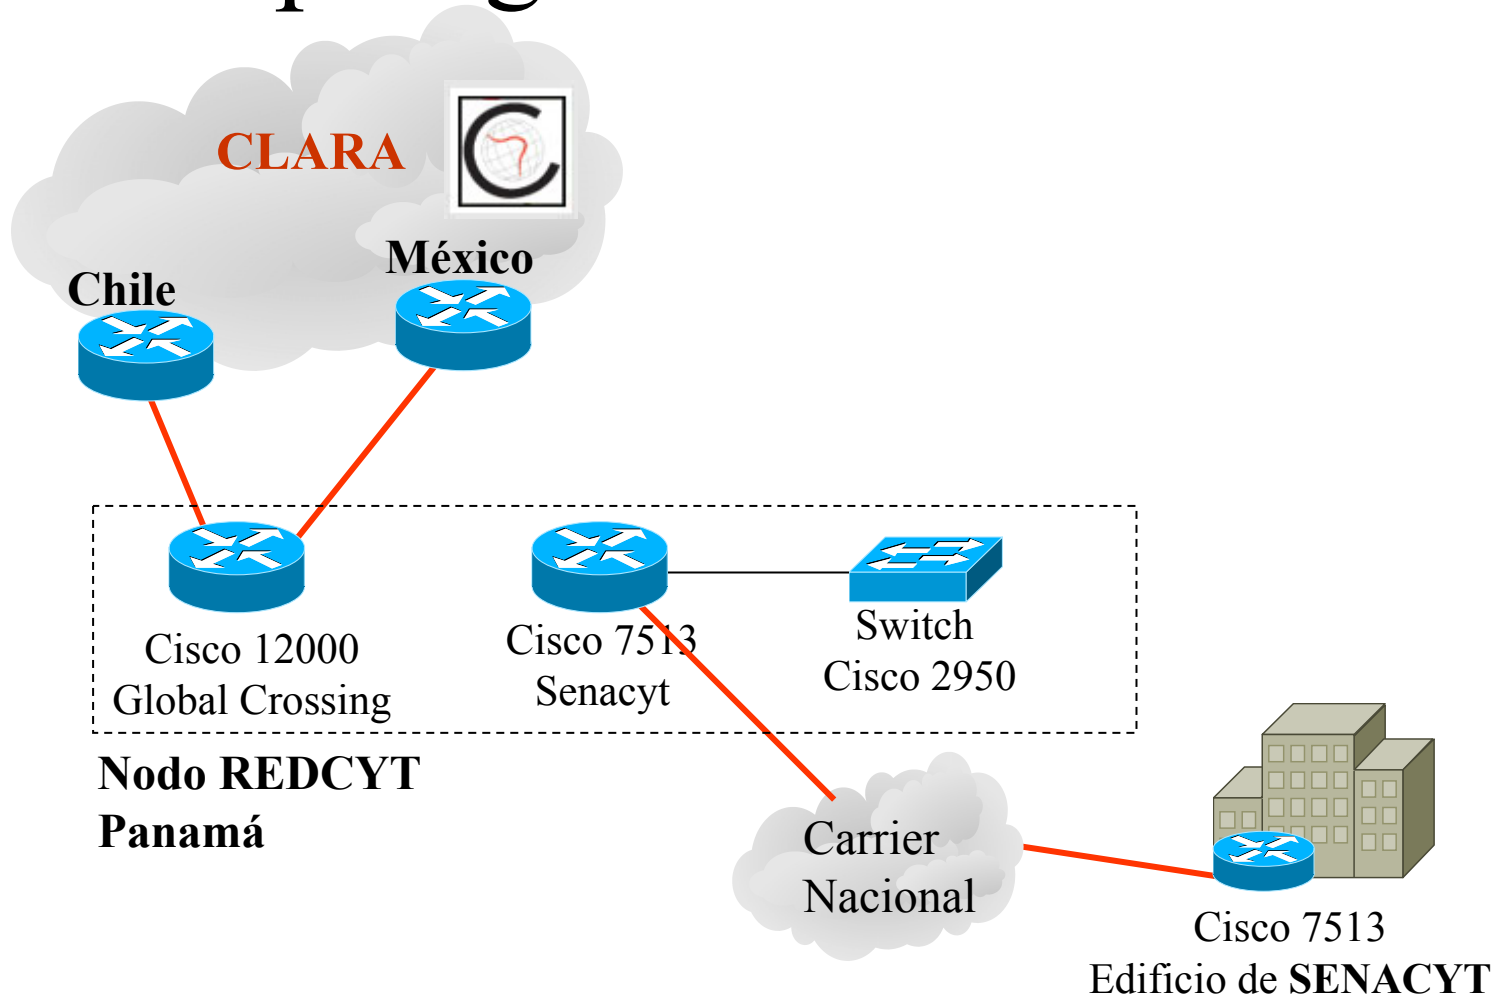 CLARA
México
Chile
Cisco 12000
Global Crossing
Cisco 7513
Senacyt
Switch
Cisco 2950
Nodo REDCYT
Panamá
Carrier
Nacional
Cisco 7513
Edificio de SENACYT